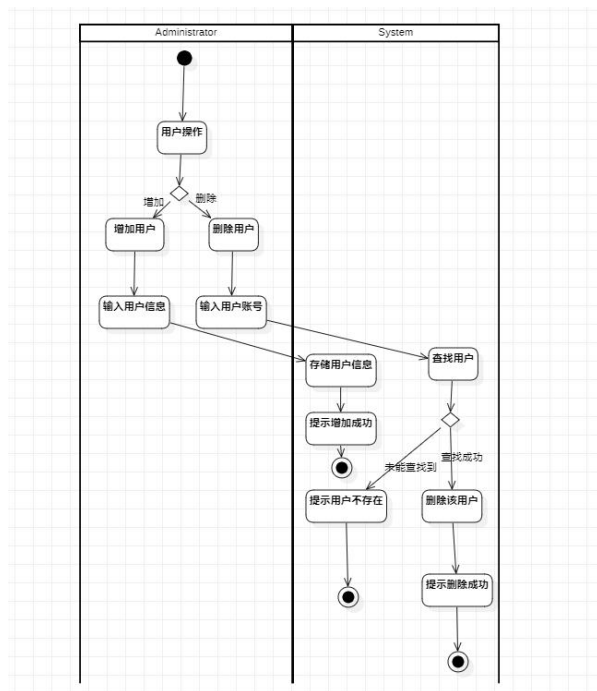 Administrator
System
用户操作
增加
删除
增加用户
删除用户
输入用户信息
输入用户账号
存储用户信息
查找用户
提示增加成功
未能查找到
查找成功
提示用户不存在
删除该用户
提示删除成功